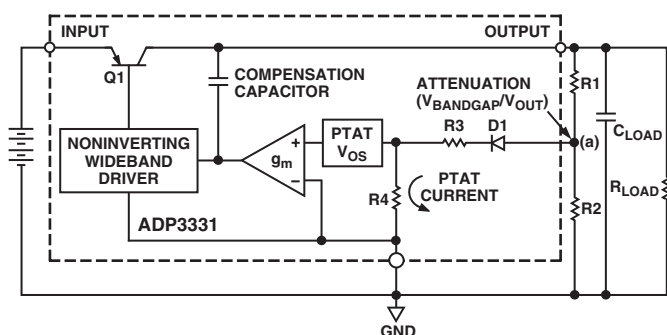 INPUT
OUTPUT
Q1
COMPENSATION
CAPACITOR
ATTENUATION
(VBANDGAP/VOUT)
R1
CLOAD
RLOAD
NONINVERTING
WIDEBAND
DRIVER
gm
+
−
PTAT
VOS
R3
D1
(a)
R4
PTAT
CURRENT
R2
ADP3331
GND